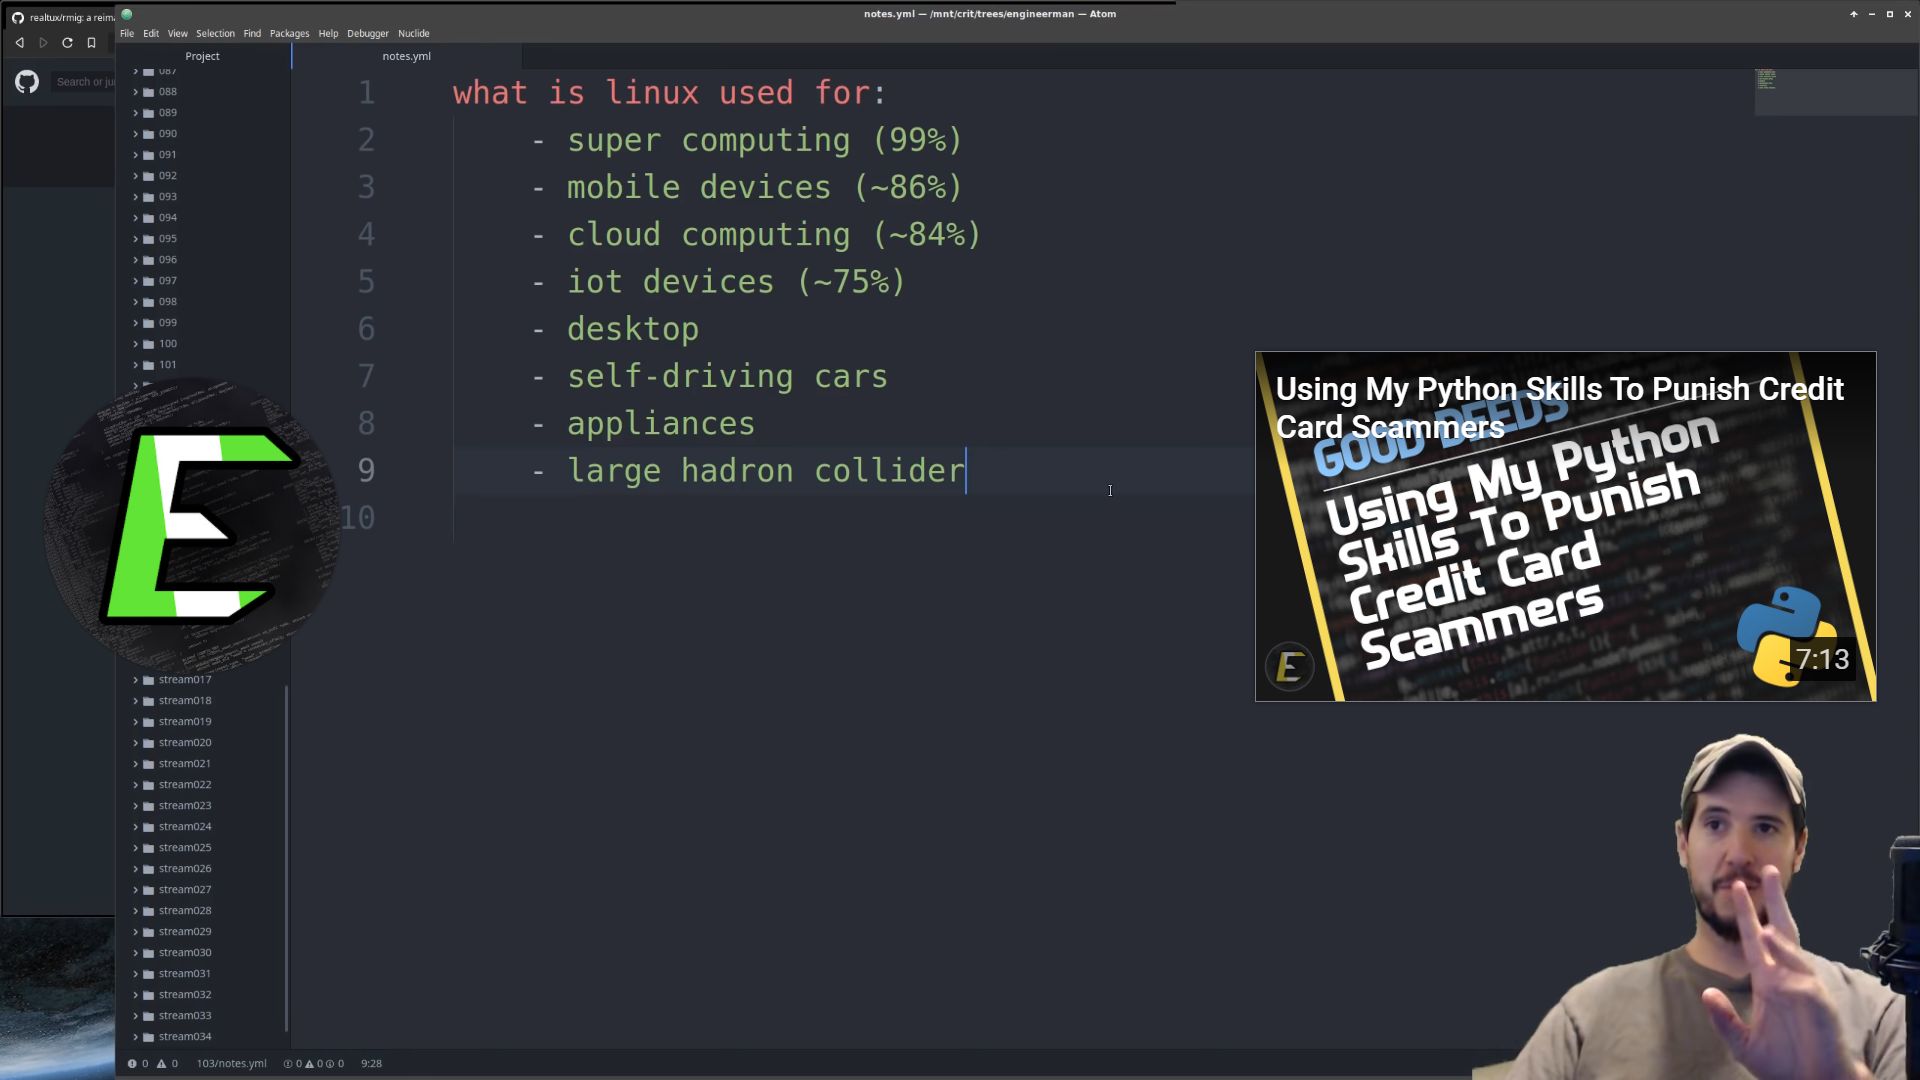 realtux/rmig: a reim
notes.yml — /mnt/crit/trees/engineerman — Atom
File Edit View Selection Find Packages Help Debugger Nuclide
Search or ju
Project
notes.yml
087
088
089
090
091
092
093
094
095
096
097
098
099
100
101
stream017
stream018
stream019
stream020
stream021
stream022
stream023
stream024
stream025
stream026
stream027
stream028
stream029
stream030
stream031
stream032
stream033
stream034
1 what is linux used for:
2 - super computing (99%)
3 - mobile devices (~86%)
4 - cloud computing (~84%)
5 - iot devices (~75%)
6 - desktop
7 - self-driving cars
8 - appliances
9 - large hadron collider
10
E
Using My Python Skills To Punish Credit
Card Scammers
GOOD DEEDS
Using My Python
Skills To Punish
Credit Card
Scammers
E
7:13
0 0 103/notes.yml 0 0 0 9:28